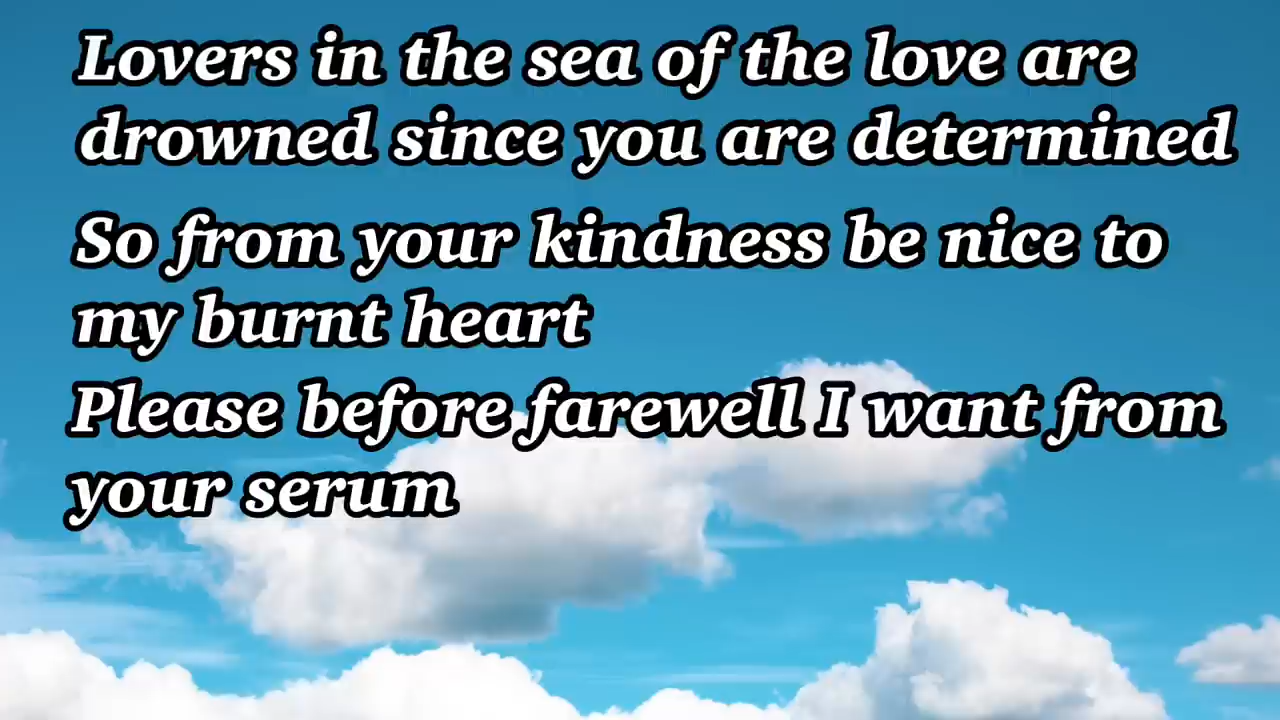 Lovers in the sea of the love are
drowned since you are determined
So from your kindness be nice to
my burnt heart
Please before farewell I want from
your serum